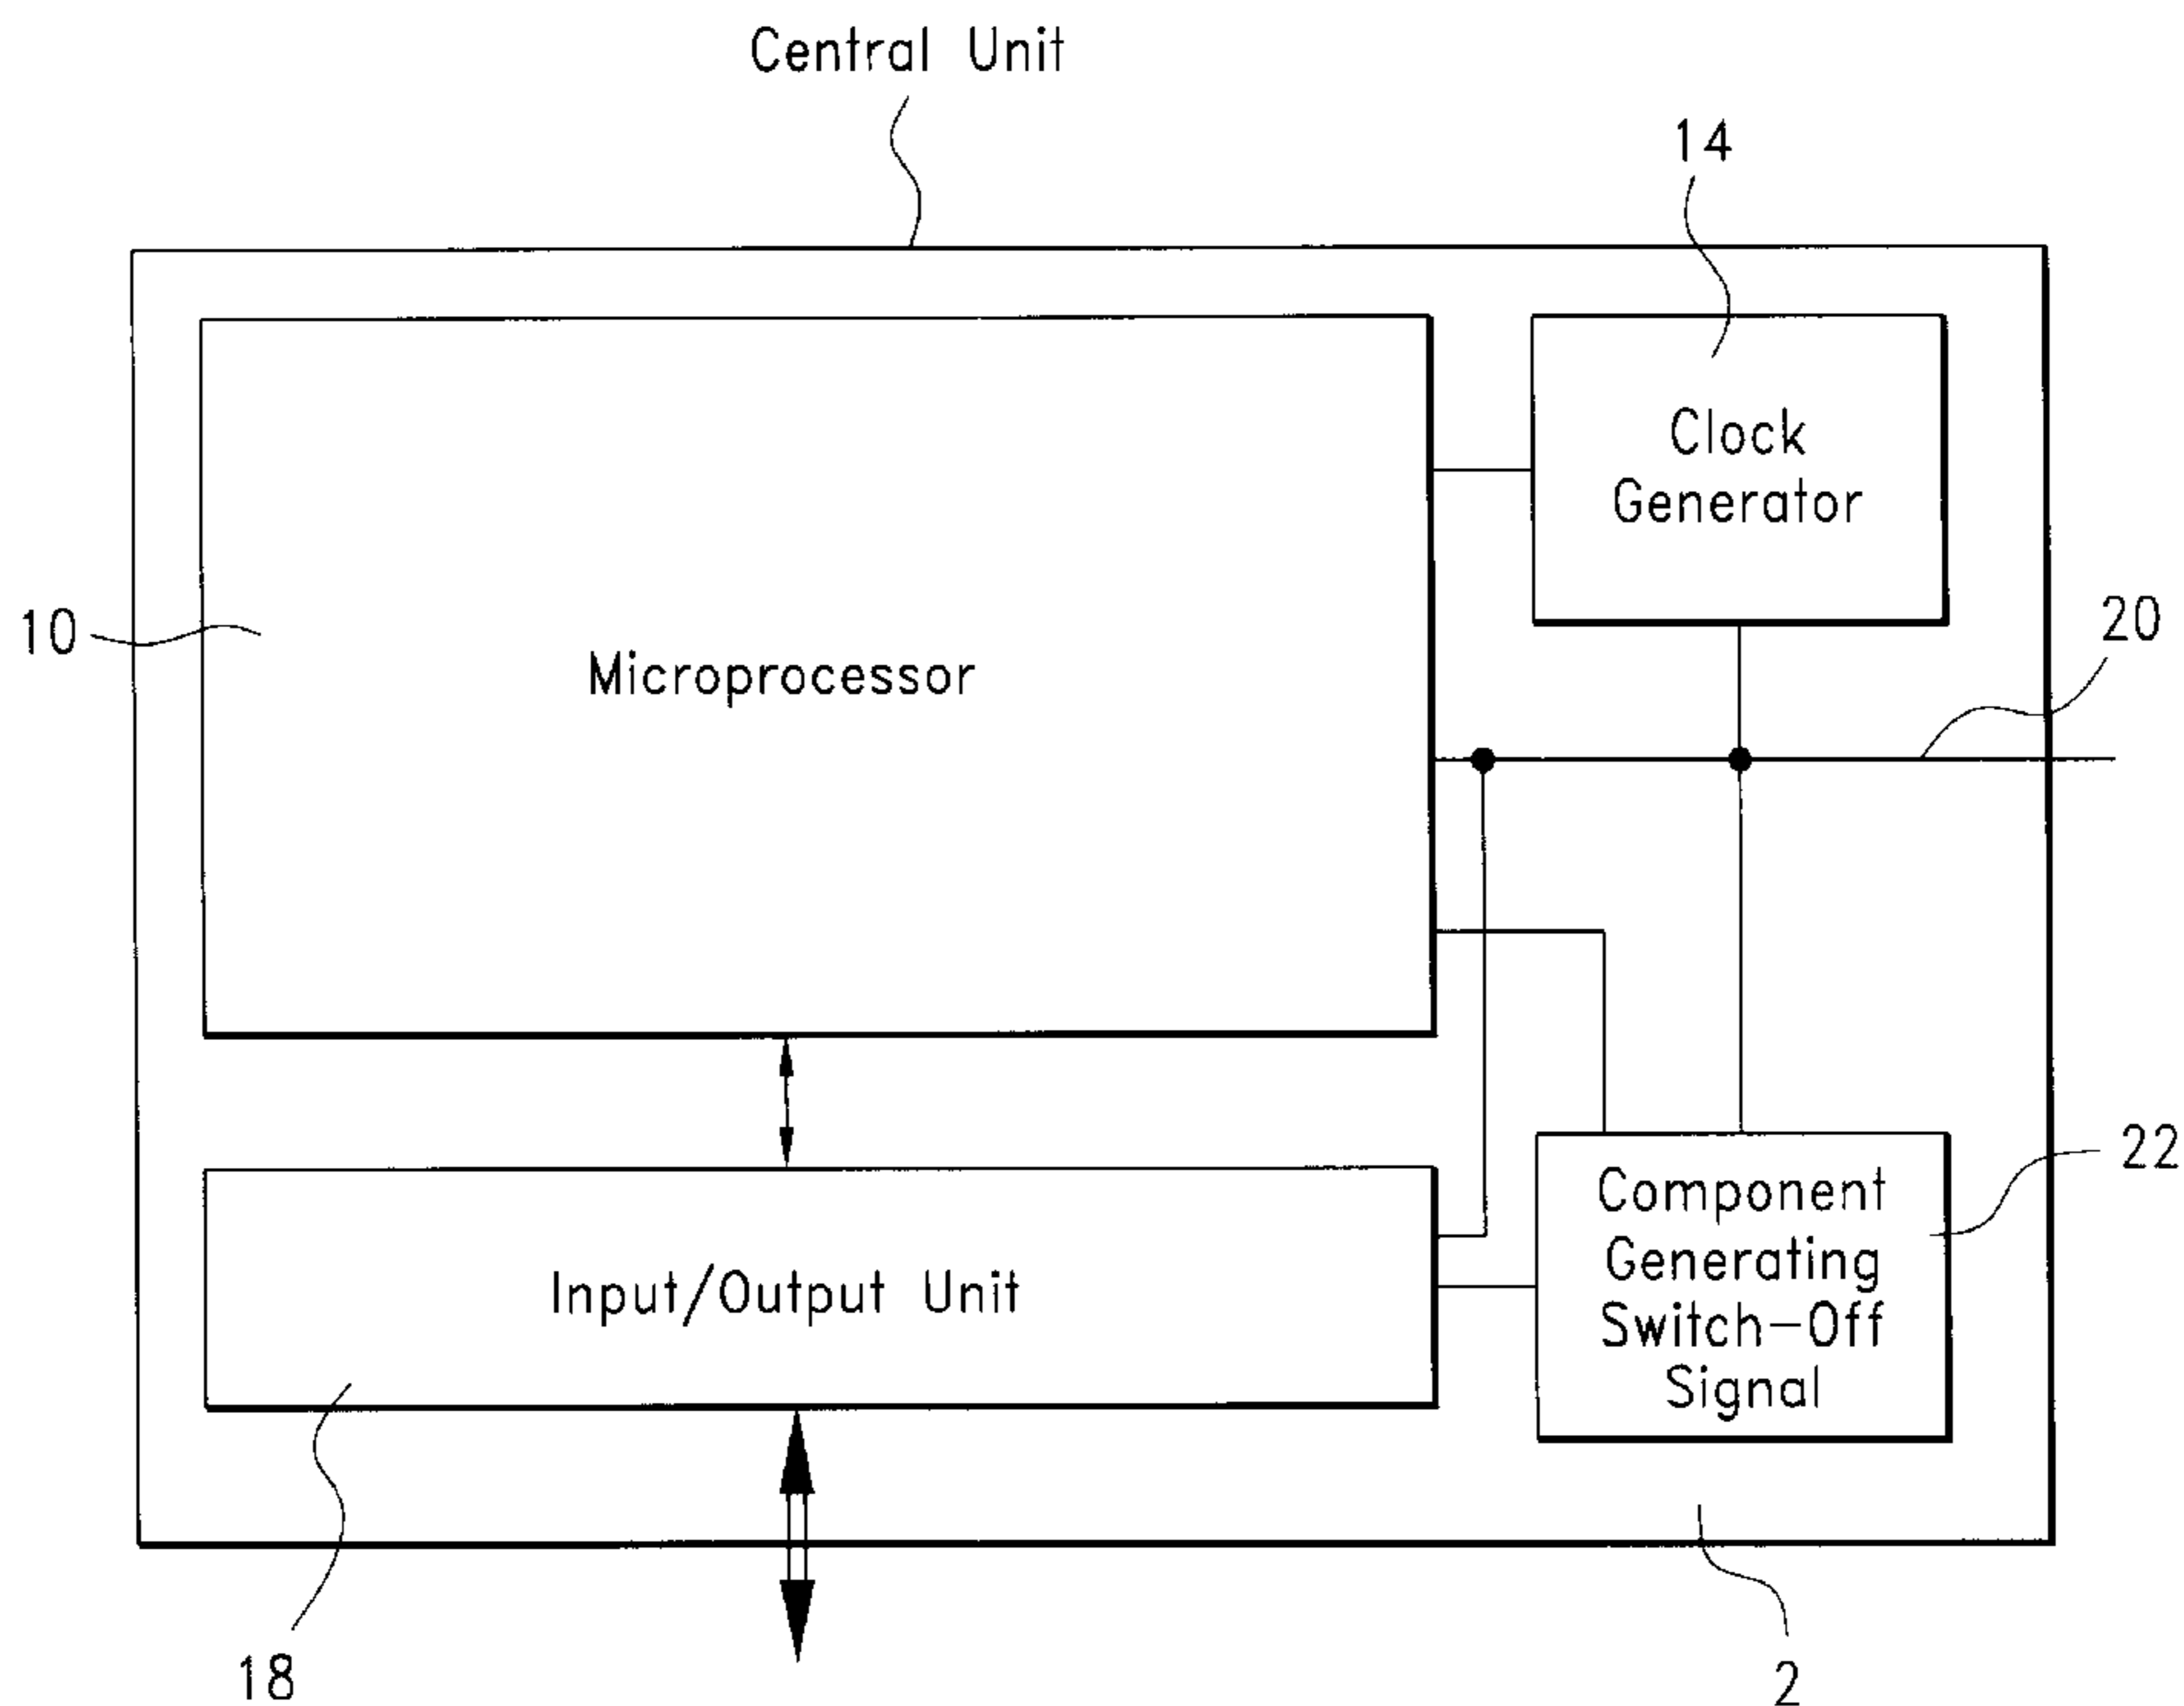 Central Unit
14
Clock
Generator
10
Microprocessor
20
22
Component
Generating
Switch-Off
Signal
Input/Output Unit
18
2